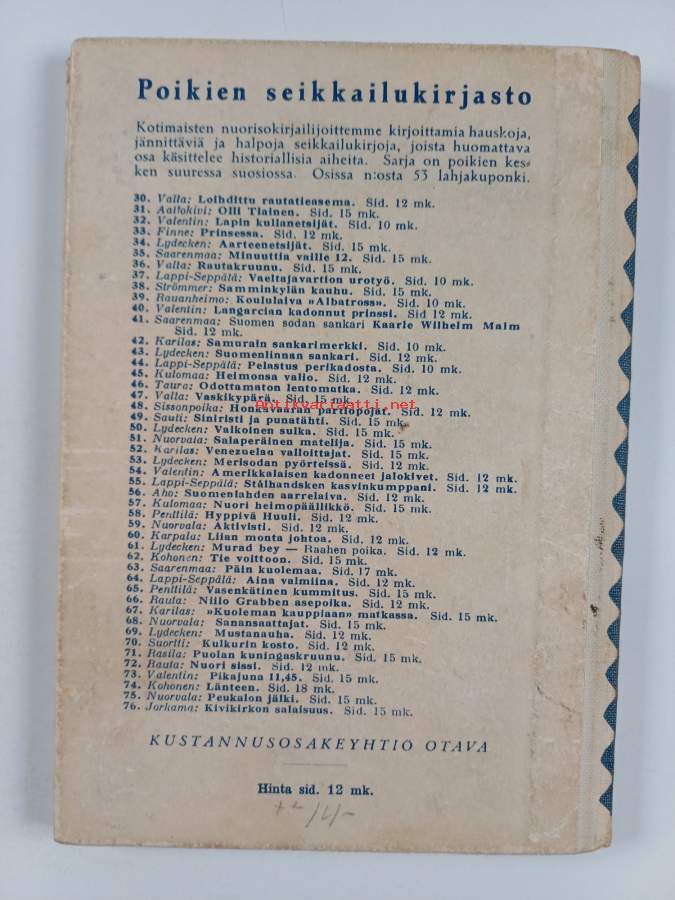 Poikien seikkailukirjasto
Kotimaisten nuorisokirjailijoittemme kirjoittamia hauskoja,
jännittäviä ja halpoja seikkailukirjoja, joista huomattava
osa käsittelee historiallisia aiheita. Sarja on poikien kes-
ken suuressa suosiossa. Osissa n:osta 53 lahjakuponki.
30. Valla: Loihdittu rautatieasema. Sid. 12 mk.
31. Aaltokivi: Olli Tiainen. Sid. 15 mk.
32. Valentin: Lapin kullanetsijät. Sid. 10 mk.
33. Finne: Prinsessa. Sid. 12 mk.
34. Lydecken: Aarteenetsijät. Sid. 15 mk.
35. Saarenmaa: Minuuttia vaille 12. Sid. 15 mk.
36. Valla: Rautakruunu. Sid. 15 mk.
37. Lappi-Seppälä: Vaeltajavartion urotyö. Sid. 10 mk.
38. Strömmer: Samminkylän kauhu. Sid. 15 mk.
39. Rauanheimo: Koululaiva »Albatross». Sid. 10 mk.
40. Valentin: Langarcian kadonnut prinssi. Sid 12 mk.
41. Saarenmaa: Suomen sodan sankari Kaarle Wilhelm Malm
Sid. 12 mk.
42. Karilas: Samurain sankarimerkki. Sid. 10 mk.
43. Lydecken: Suomenlinnan sankari. Sid. 12 mk.
44. Lappi-Seppälä: Pelastus perikadosta. Sid. 10 mk.
45. Kulomaa: Heimonsa valio. Sid. 12 mk.
46. Taura: Odottamaton lentomatka. Sid. 12 mk.
47. Valla: Vaskikypärä. Sid. 15 mk.
48. Sissonpoika: Honkavaaran partiopojat. Sid. 12 mk.
49. Sauli: Siniristi ja punatähti. Sid. 15 mk.
50. Lydecken: Valkoinen sulka. Sid. 15 mk.
51. Nuorvala: Salaperäinen matelija. Sid. 15 mk.
52. Karilas: Venezuelan valloittajat. Sid. 15 mk.
53. Lydecken: Merisodan pyörteissä. Sid. 12 mk.
54. Valentin: Amerikkalaisen kadonneet jalokivet. Sid. 12 mk.
55. Lappi-Seppälä: Stålhandsken kasvinkumppani. Sid. 12 mk.
56. Aho: Suomenlahden aarrelaiva. Sid. 12 mk.
57. Kulomaa: Nuori heimopäällikkö. Sid. 15 mk.
58. Penttilä: Hyppivä Huuli. Sid. 12 mk.
59. Nuorvala: Aktivisti. Sid. 12 mk.
60. Karpala: Liian monta johtoa. Sid. 12 mk.
61. Lydecken: Murad bey — Raahen poika. Sid. 12 mk.
62. Kohonen: Tie voittoon. Sid. 15 mk.
63. Saarenmaa: Päin kuolemaa. Sid. 17 mk.
64. Lappi-Seppälä: Aina valmiina. Sid. 12 mk.
65. Penttilä: Vasenkätinen kummitus. Sid. 15 mk.
66. Raula: Niilo Grabben asepoika. Sid. 12 mk.
67. Karilas: »Kuoleman kauppiaan» matkassa. Sid. 15 mk.
68. Nuorvala: Sanansaattajat. Sid. 15 mk.
69. Lydecken: Mustanauha. Sid. 12 mk.
70. Suortti: Kulkurin kosto. Sid. 12 mk.
71. Rasila: Puolan kuningaskruunu. Sid. 15 mk.
72. Raula: Nuori sissi. Sid. 12 mk.
73. Valentin: Pikajuna 11,45. Sid. 15 mk.
74. Kohonen: Länteen. Sid. 18 mk.
75. Nuorvala: Peukalon jälki. Sid. 15 mk.
76. Jorkama: Kivikirkon salaisuus. Sid. 15 mk.
KUSTANNUSOSAKEYHTIÖ OTAVA
Hinta sid. 12 mk.
Antikvariaatti.net